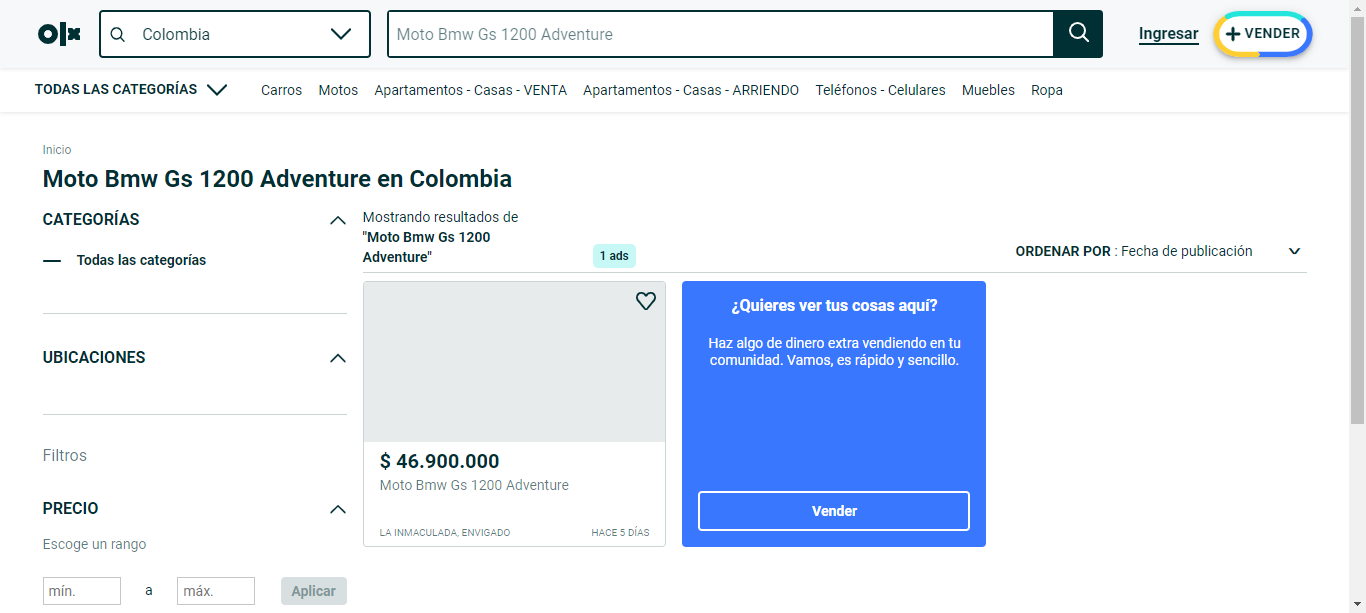 olx
Colombia
Moto Bmw Gs 1200 Adventure
Ingresar
VENDER
TODAS LAS CATEGORÍAS
Carros
Motos
Apartamentos - Casas - VENTA
Apartamentos - Casas - ARRIENDO
Teléfonos - Celulares
Muebles
Ropa
Inicio
Moto Bmw Gs 1200 Adventure en Colombia
CATEGORÍAS
Todas las categorías
UBICACIONES
Filtros
PRECIO
Escoge un rango
mín.
a
máx.
Aplicar
Mostrando resultados de
"Moto Bmw Gs 1200
Adventure"
1 ads
ORDENAR POR : Fecha de publicación
$ 46.900.000
Moto Bmw Gs 1200 Adventure
LA INMACULADA, ENVIGADO
HACE 5 DÍAS
¿Quieres ver tus cosas aquí?
Haz algo de dinero extra vendiendo en tu
comunidad. Vamos, es rápido y sencillo.
Vender